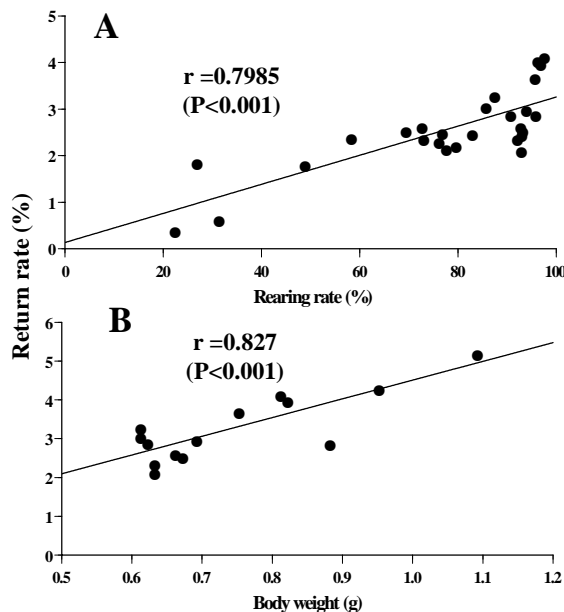 A
r =0.7985
(P<0.001)
5
4
3
2
1
0
0 20 40 60 80 100
Rearing rate (%)
Return rate (%)
B
r =0.827
(P<0.001)
6
5
4
3
2
1
0
0.5 0.6 0.7 0.8 0.9 1.0 1.1 1.2
Body weight (g)